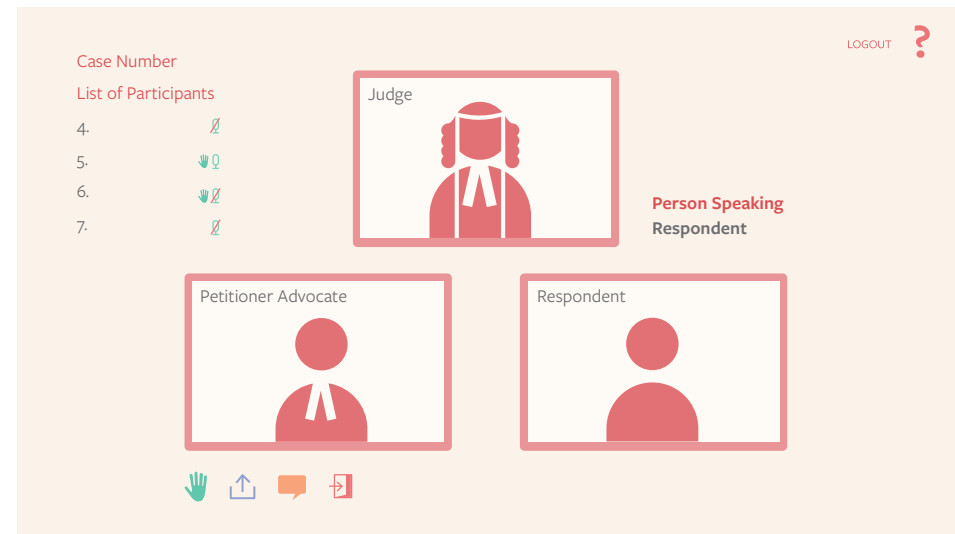 LOGOUT ?
Case Number
List of Participants
4.
5.
6.
7.
Judge
Person Speaking
Respondent
Petitioner Advocate
Respondent